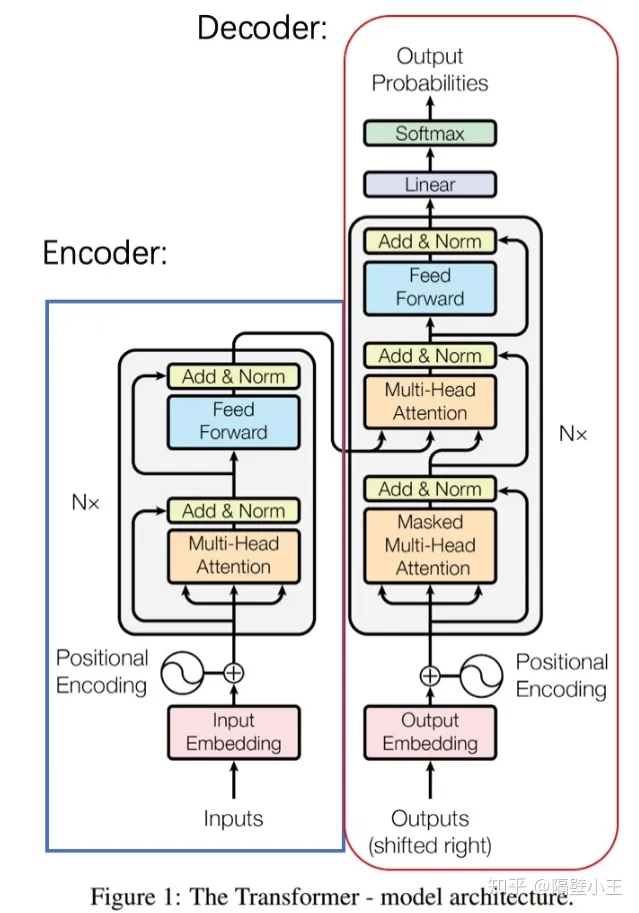 Decoder:
Output
Probabilities
Softmax
Linear
Add & Norm
Feed
Forward
Add & Norm
Multi-Head
Attention
Nx
Add & Norm
Masked
Multi-Head
Attention
Positional
Encoding
Output
Embedding
Outputs
(shifted right)
Encoder:
Add & Norm
Feed
Forward
Nx
Add & Norm
Multi-Head
Attention
Positional
Encoding
Input
Embedding
Inputs
Figure 1: The Transformer - model architecture.
知乎 @隔壁小王